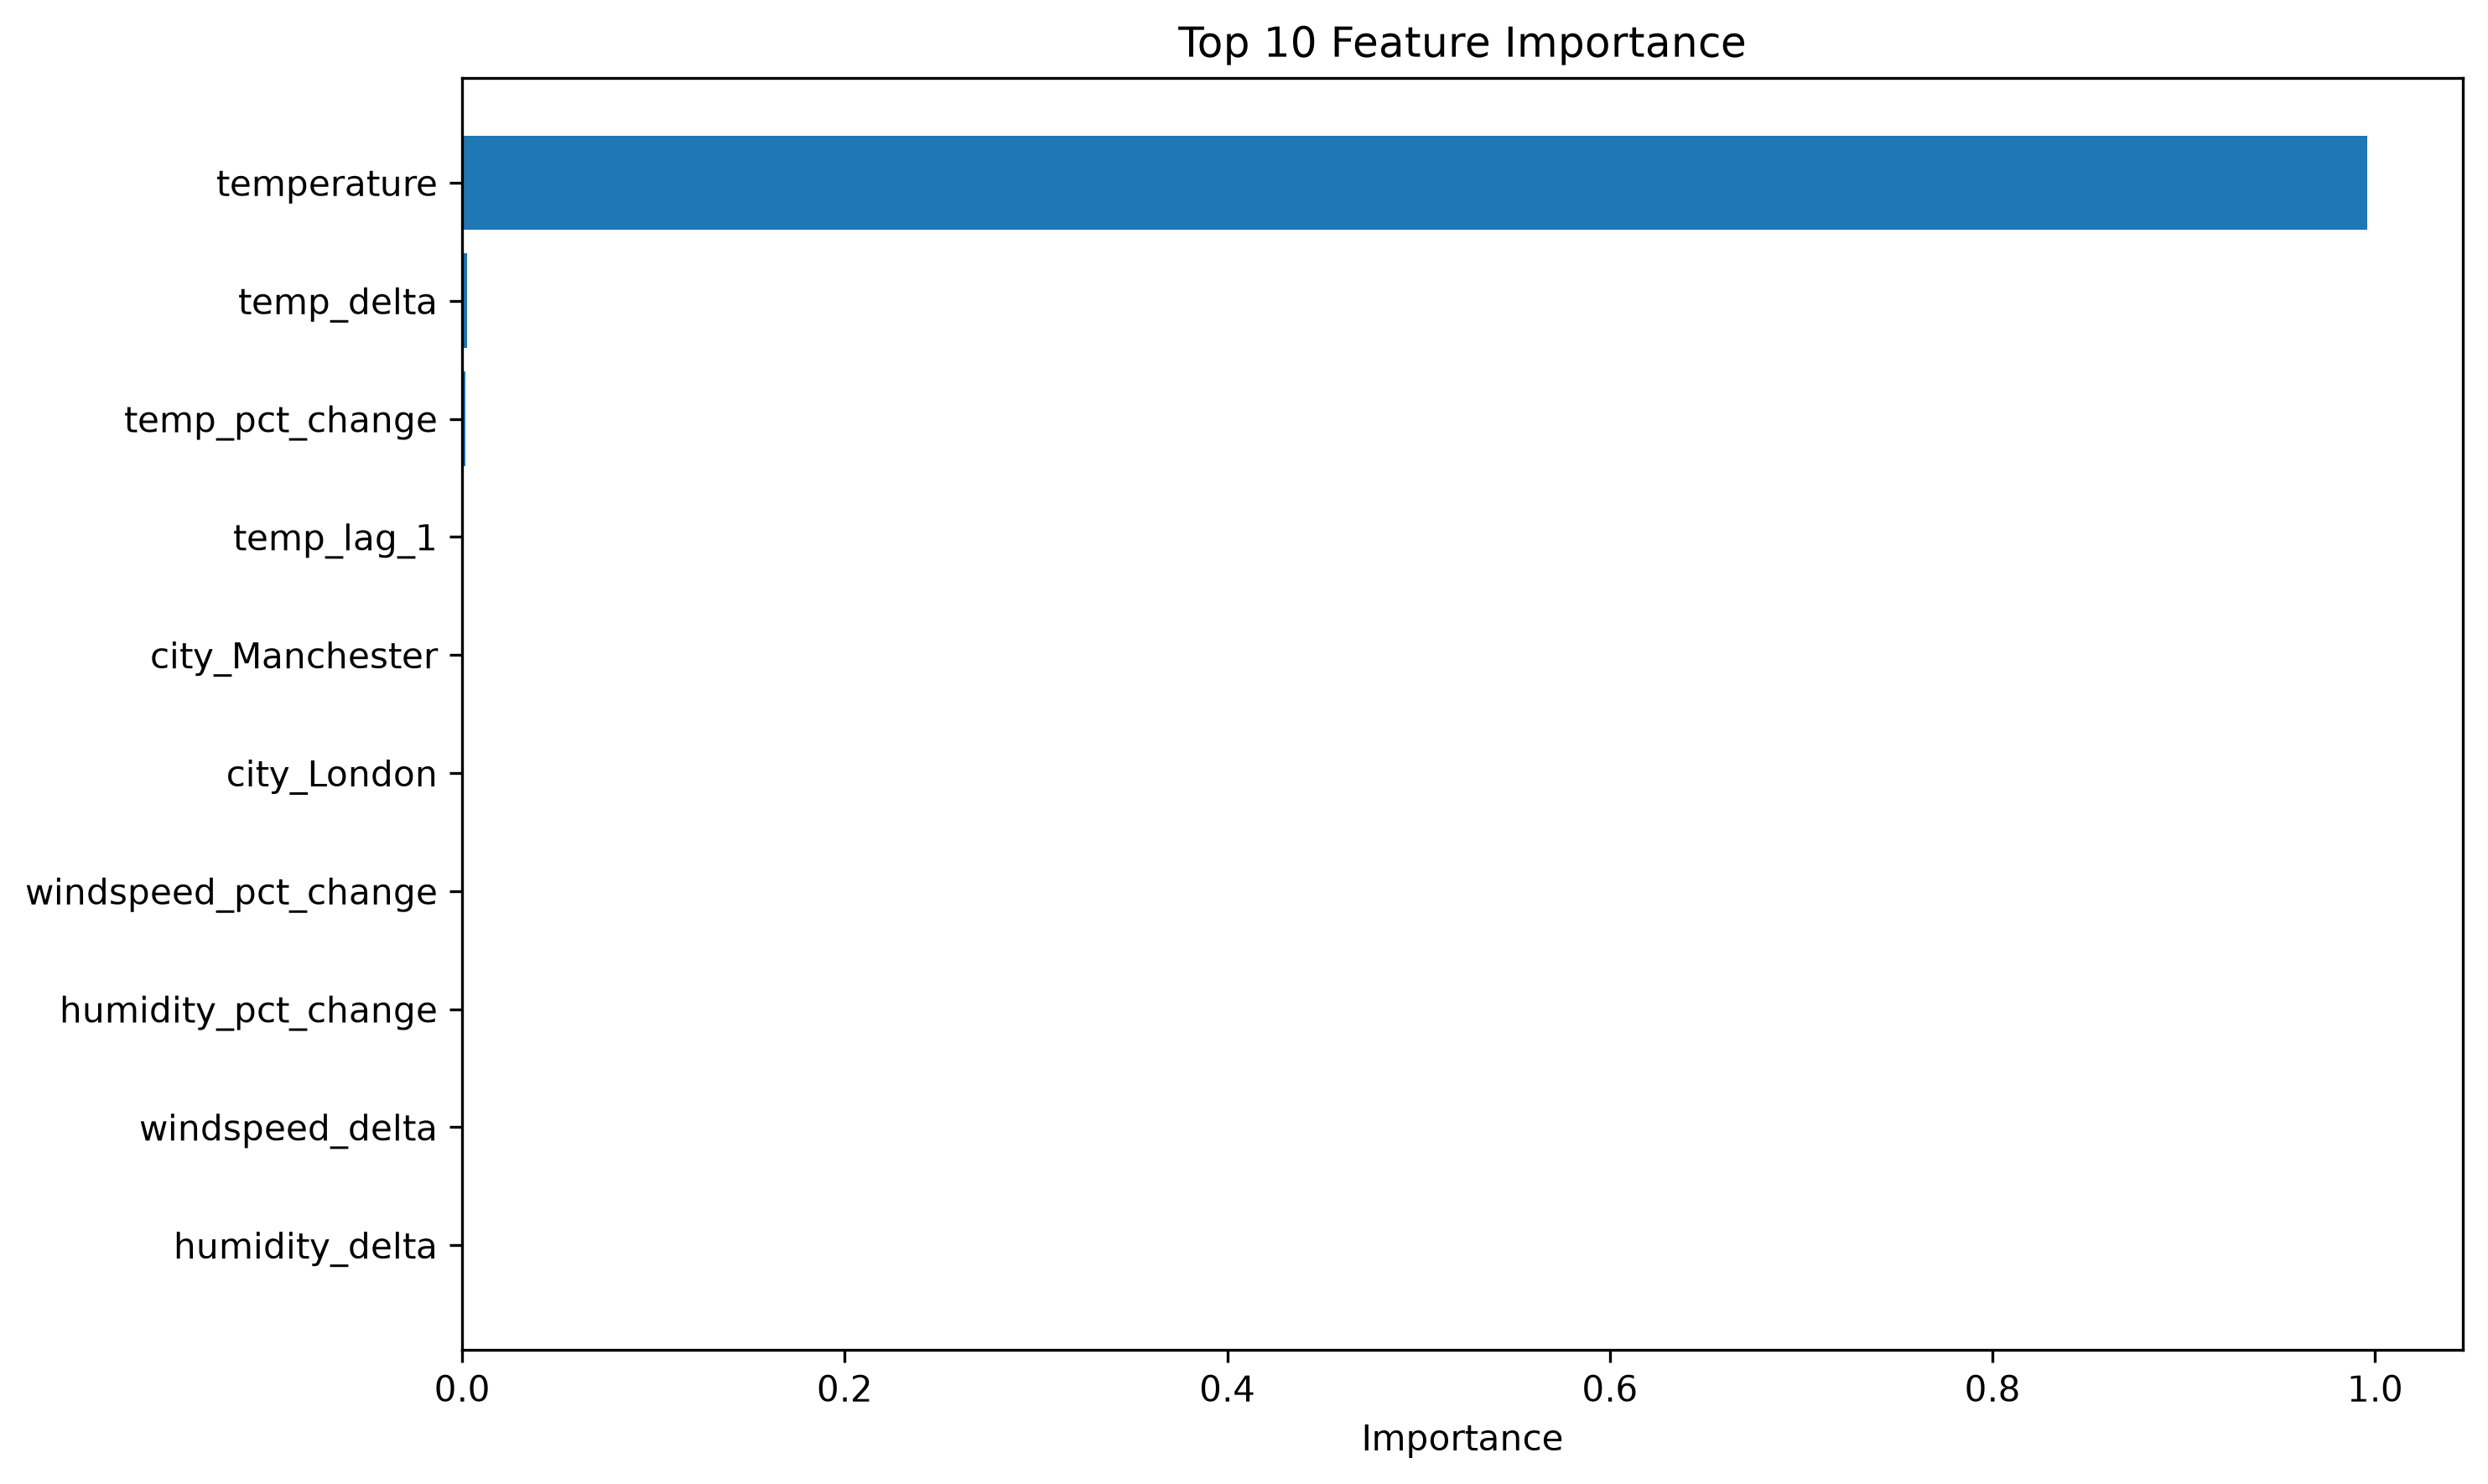 Top 10 Feature Importance
temperature
temp_delta
temp_pct_change
temp_lag_1
city_Manchester
city_London
windspeed_pct_change
humidity_pct_change
windspeed_delta
humidity_delta
0.0 0.2 0.4 0.6 0.8 1.0
Importance